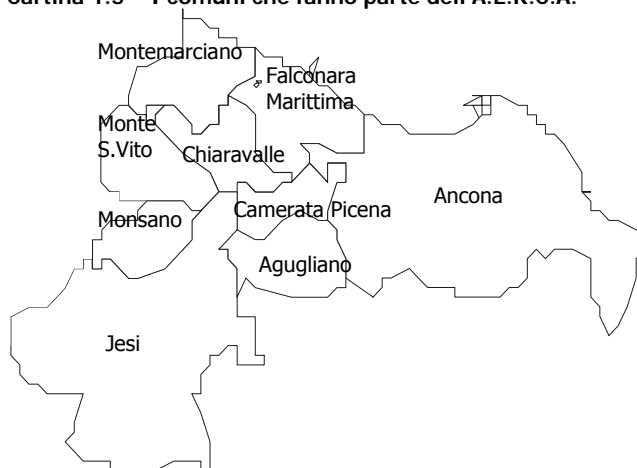 Cartina 1.3 – I comuni che fanno parte dell'A.E.R.C.A.
Montemarciano
Falconara
Marittima
Monte
S.Vito
Chiaravalle
Ancona
Monsano
Camerata Picena
Agugliano
Jesi